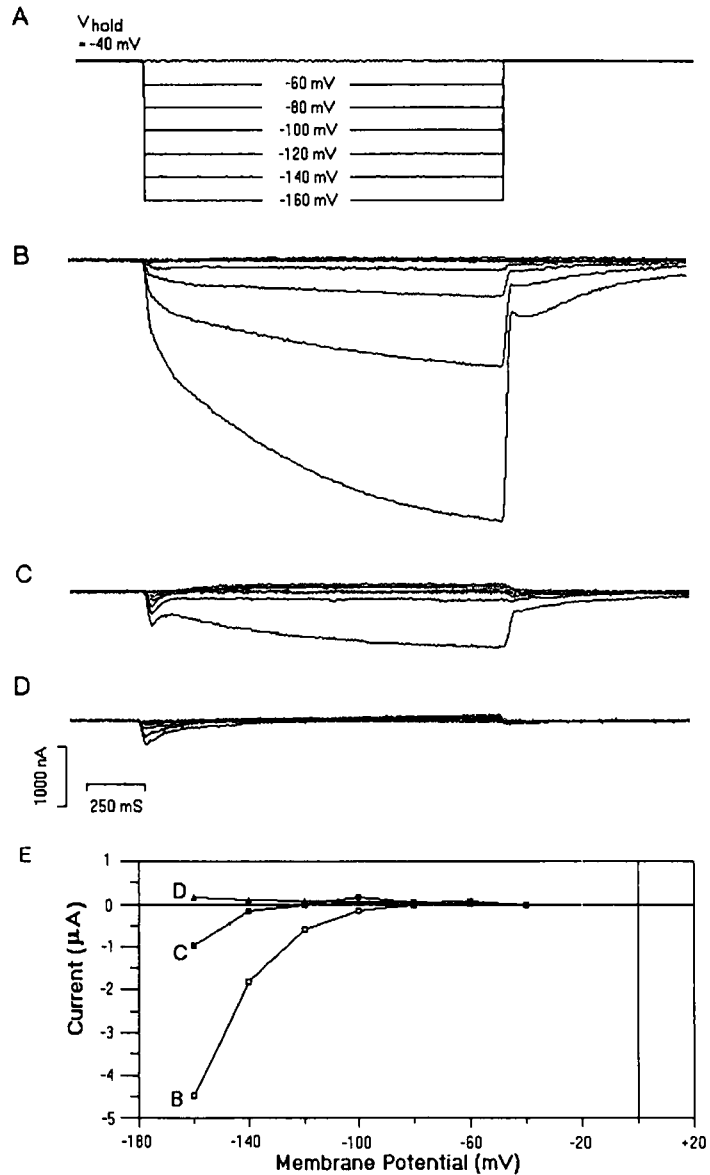 A
Vhold
= -40 mV
-60 mV
-80 mV
-100 mV
-120 mV
-140 mV
-160 mV
B
C
D
1000 nA
250 mS
E
Current (µA)
1
0
-1
-2
-3
-4
-5
D
C
B
-180
-140
-100
-60
-20
+20
Membrane Potential (mV)